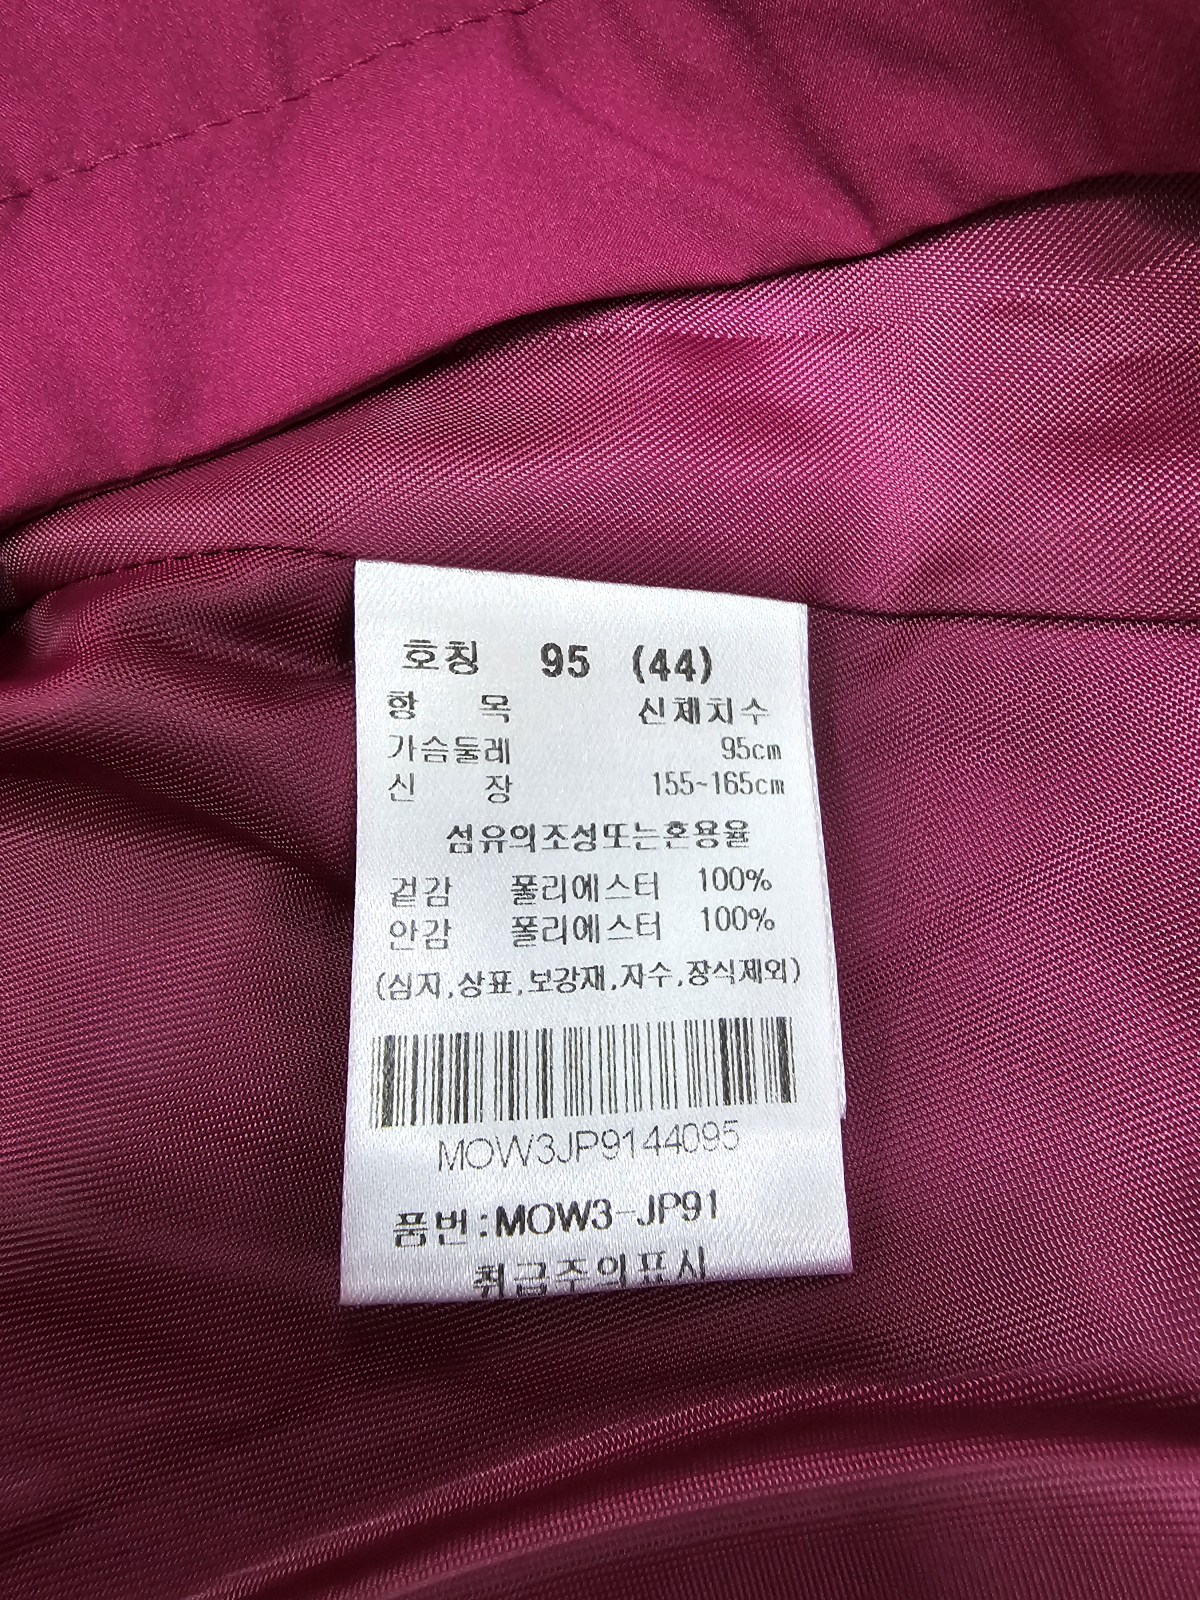 호칭 95 (44)
항 목 신체치수
가슴둘레 95cm
신 장 155~165cm
섬유의조성또는혼용율
겉감 폴리에스터 100%
안감 폴리에스터 100%
(심지,상표,보강재,자수,장식제외)
MOW3JP9144095
품번:MOW3-JP91
취급주의표시